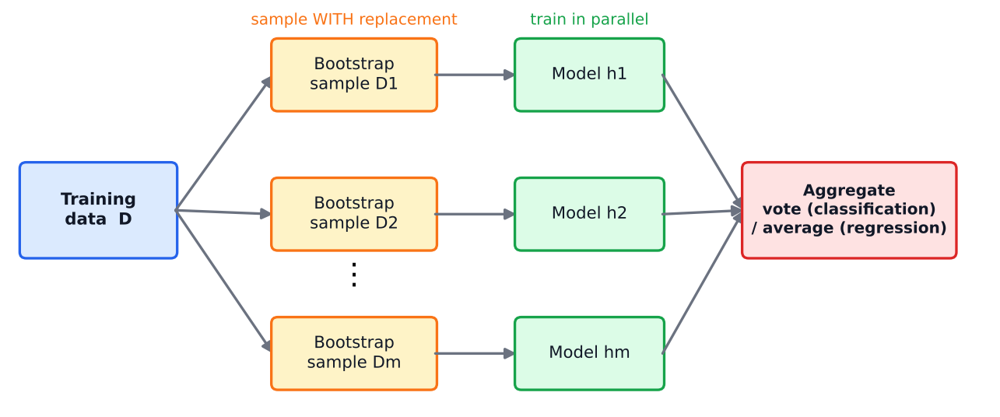 sample WITH replacement
train in parallel
Bootstrap
sample D1
Model h1
Training
data D
Bootstrap
sample D2
Model h2
Aggregate
vote (classification)
/ average (regression)
⋮
Bootstrap
sample Dm
Model hm